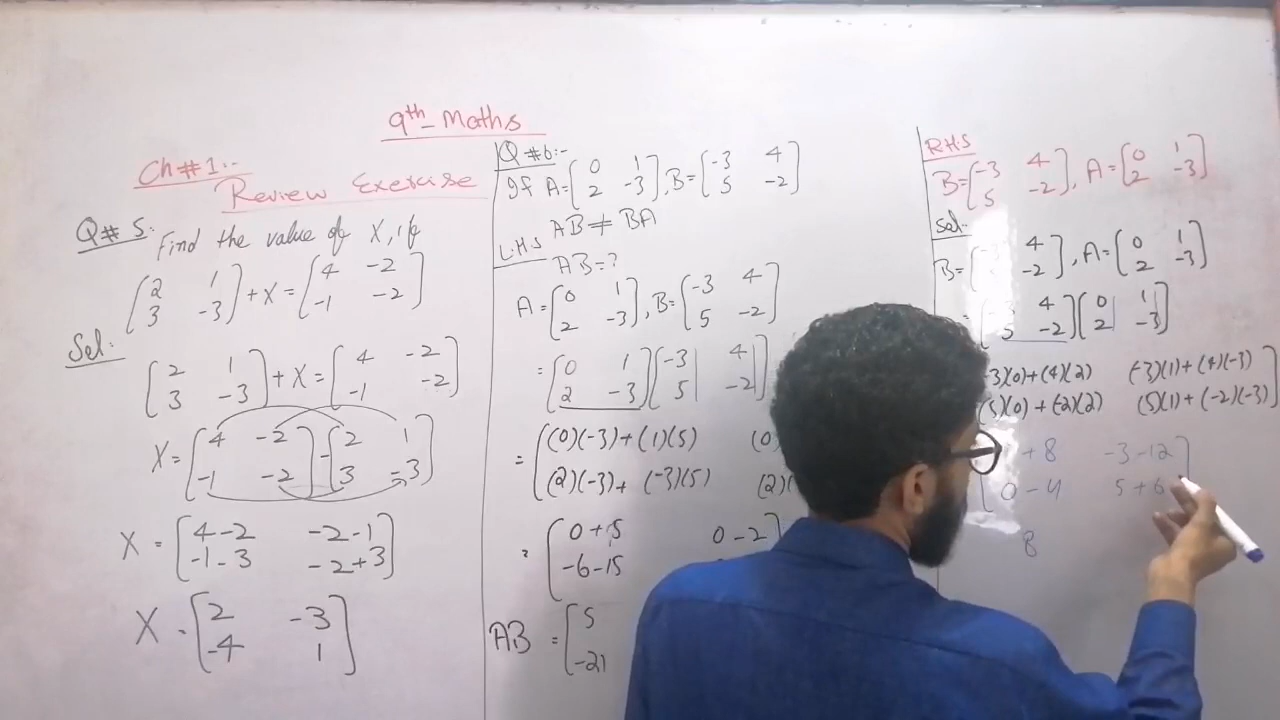 9th - Maths
Ch # 1:-
Review Exercise
Q # 5: Find the value of X, if
[2 1
3 -3] + X = [4 -2
-1 -2]
Sol:
[2 1
3 -3] + X = [4 -2
-1 -2]
X = [4 -2
-1 -2] - [2 1
3 -3]
X = [4-2 -2-1
-1-3 -2+3]
X = [2 -3
-4 1]
Q # 6:-
If A = [0 1
2 -3], B = [-3 4
5 -2]
AB ≠ BA
L.H.S
AB = ?
A = [0 1
2 -3], B = [-3 4
5 -2]
= [0 1
2 -3] [-3 4
5 -2]
= [(0)(-3) + (1)(5) (0)
(2)(-3) + (-3)(5) (2)(
= [0 + 5 0 - 2]
-6 - 15
AB = [5
-21
R.H.S
B = [-3 4
5 -2], A = [0 1
2 -3]
Sol:-
B = [ 4
-2], A = [0 1
2 -3]
= [ 4
5 -2] [0 1
2 -3]
-3)(0) + (4)(2) (-3)(1) + (4)(-3)
(5)(0) + (-2)(2) (5)(1) + (-2)(-3)]
+ 8 -3 - 12]
[0 - 4 5 + 6
8